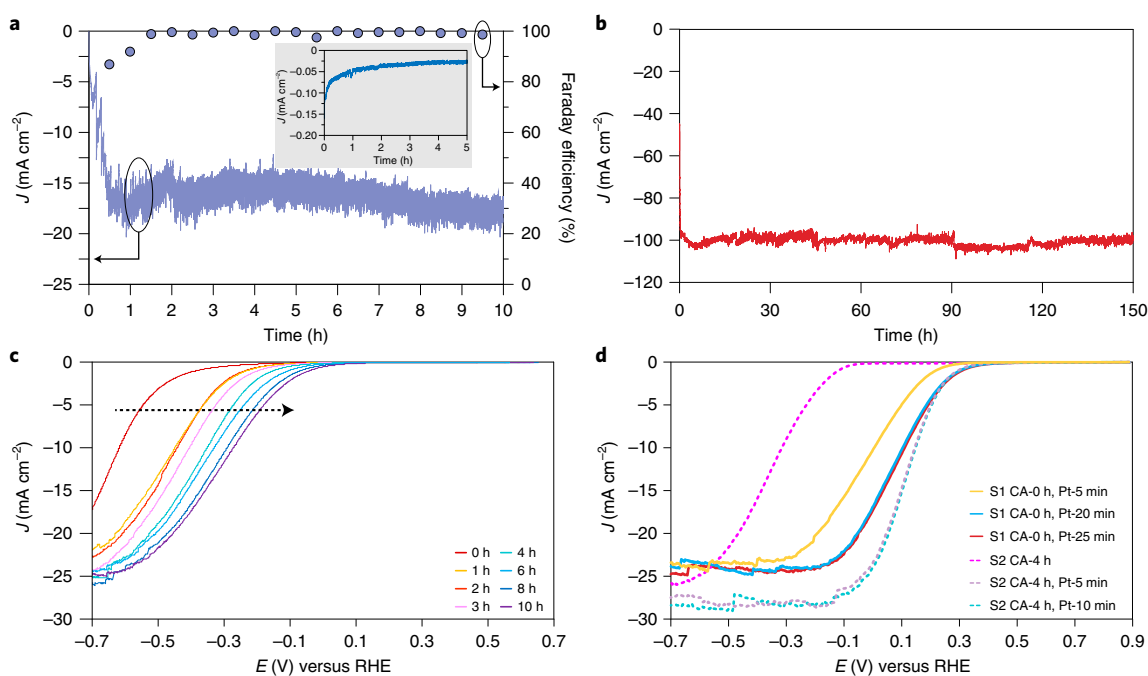 a
0
−5
−10
−15
−20
−25
J (mA cm−2)
0 1 2 3 4 5 6 7 8 9 10
Time (h)
100
80
60
40
20
0
Faraday efficiency (%)
0
−0.05
−0.10
−0.15
−0.20
J (mA cm−2)
0 1 2 3 4 5
Time (h)
b
0
−20
−40
−60
−80
−100
−120
J (mA cm−2)
0 30 60 90 120 150
Time (h)
c
0
−5
−10
−15
−20
−25
−30
J (mA cm−2)
0 h 4 h
1 h 6 h
2 h 8 h
3 h 10 h
−0.7 −0.5 −0.3 −0.1 0.1 0.3 0.5 0.7
E (V) versus RHE
d
0
−5
−10
−15
−20
−25
−30
J (mA cm−2)
S1 CA-0 h, Pt-5 min
S1 CA-0 h, Pt-20 min
S1 CA-0 h, Pt-25 min
S2 CA-4 h
S2 CA-4 h, Pt-5 min
S2 CA-4 h, Pt-10 min
−0.7 −0.5 −0.3 −0.1 0.1 0.3 0.5 0.7 0.9
E (V) versus RHE